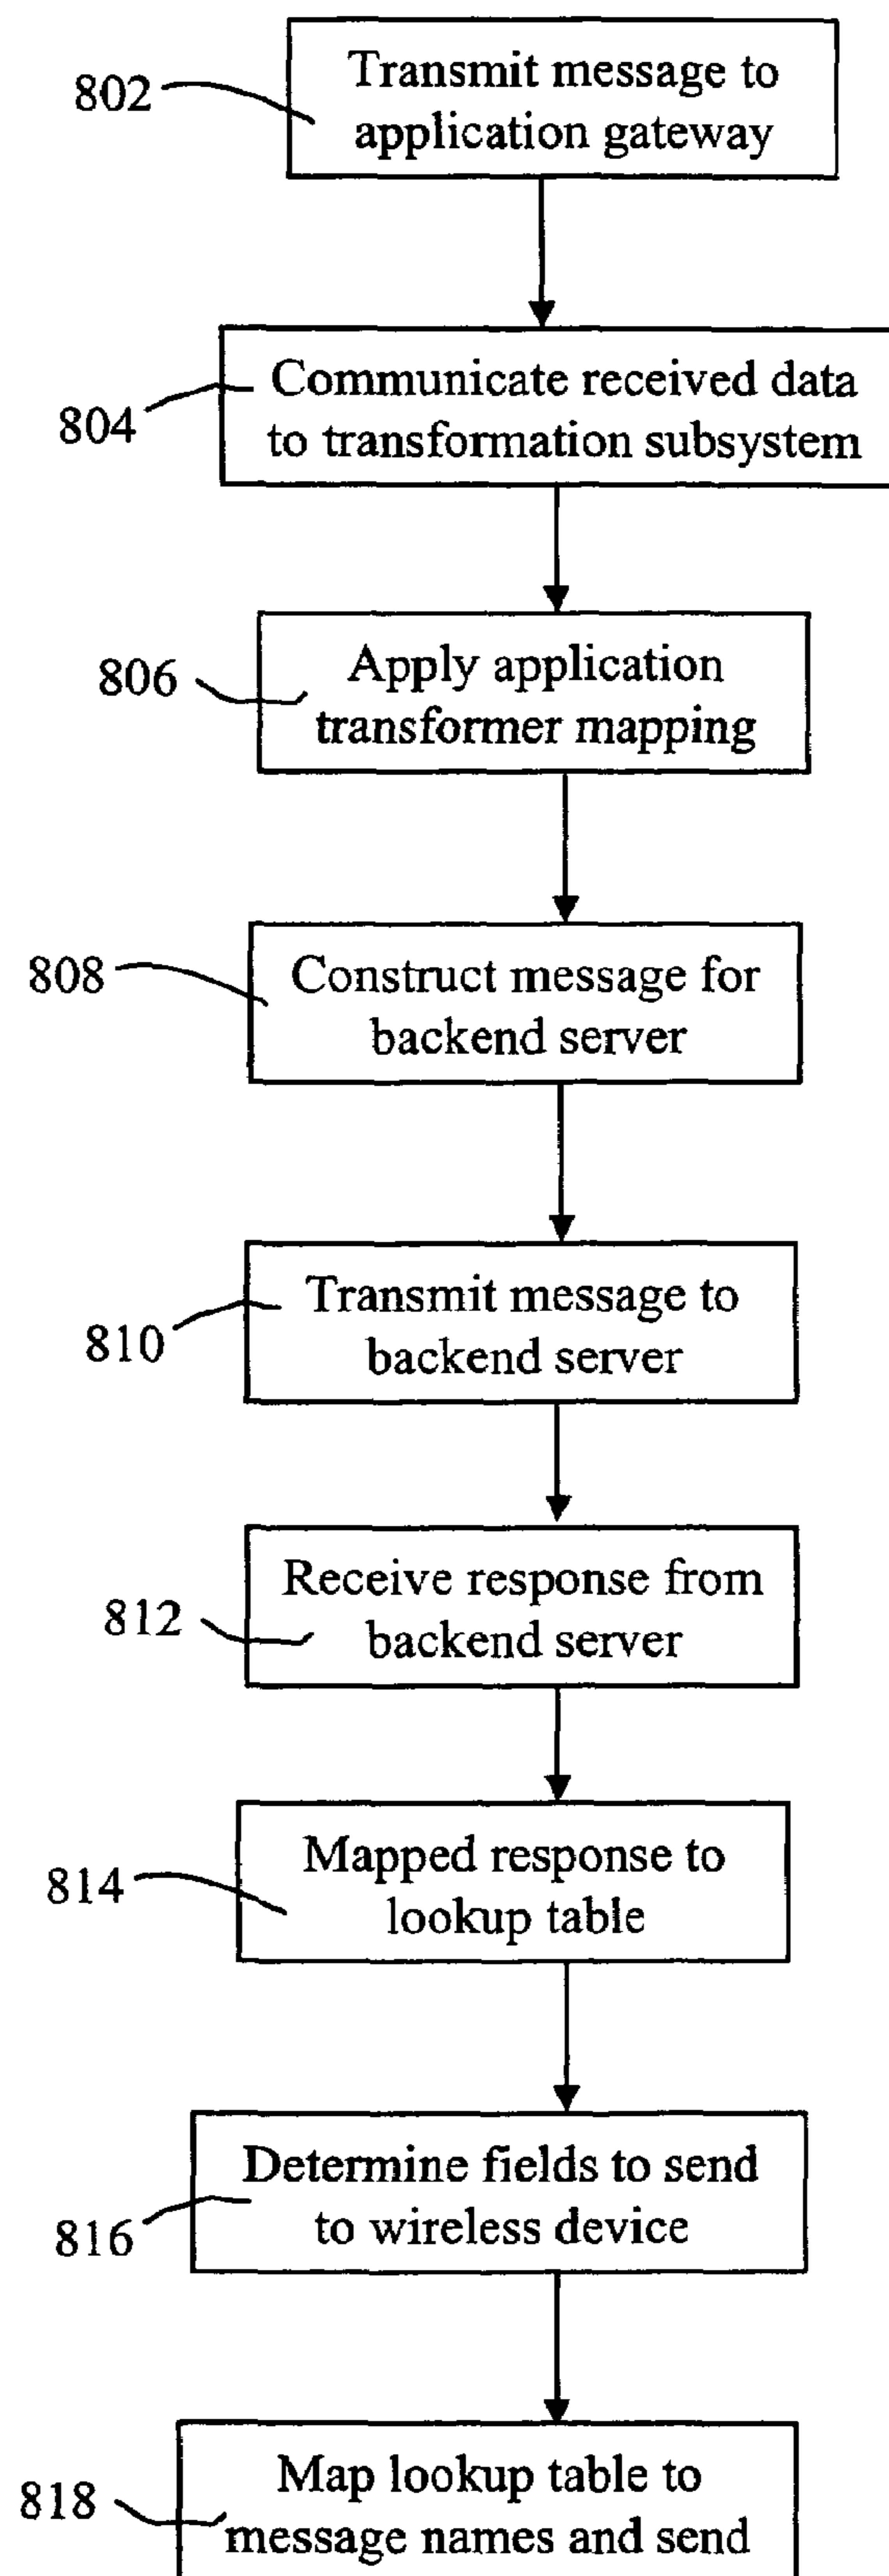 802
Transmit message to
application gateway
804
Communicate received data
to transformation subsystem
806
Apply application
transformer mapping
808
Construct message for
backend server
810
Transmit message to
backend server
812
Receive response from
backend server
814
Mapped response to
lookup table
816
Determine fields to send
to wireless device
818
Map lookup table to
message names and send